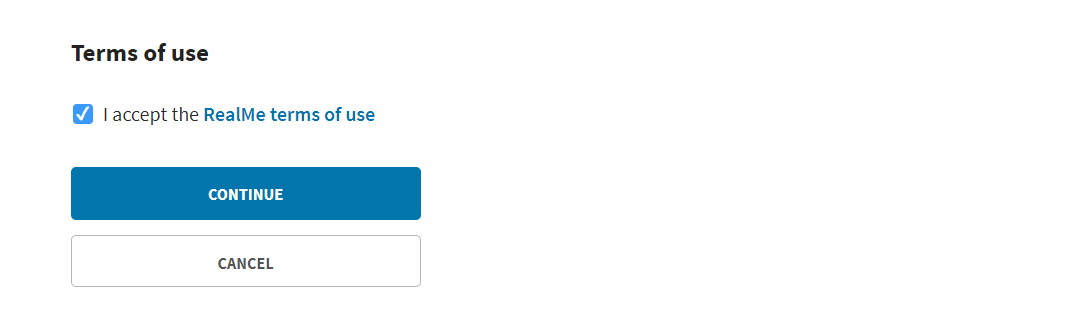 Terms of use
I accept the RealMe terms of use
CONTINUE
CANCEL